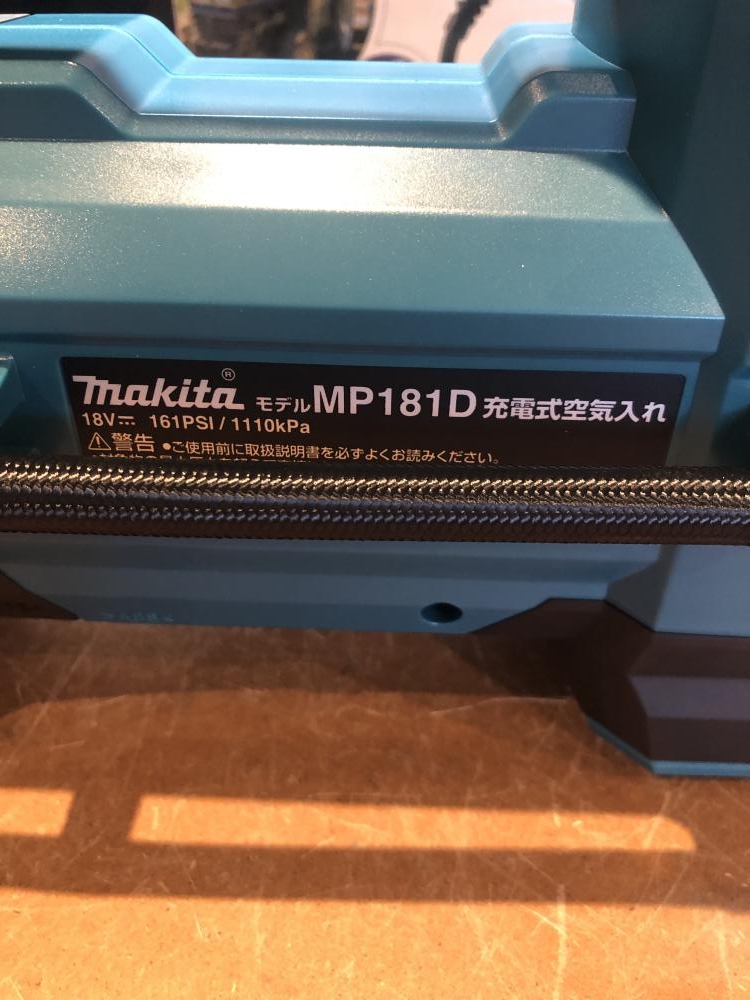 makita® モデル MP181D 充電式空気入れ
18V⎓ 161PSI / 1110kPa
⚠警告 •ご使用前に取扱説明書を必ずよくお読みください。